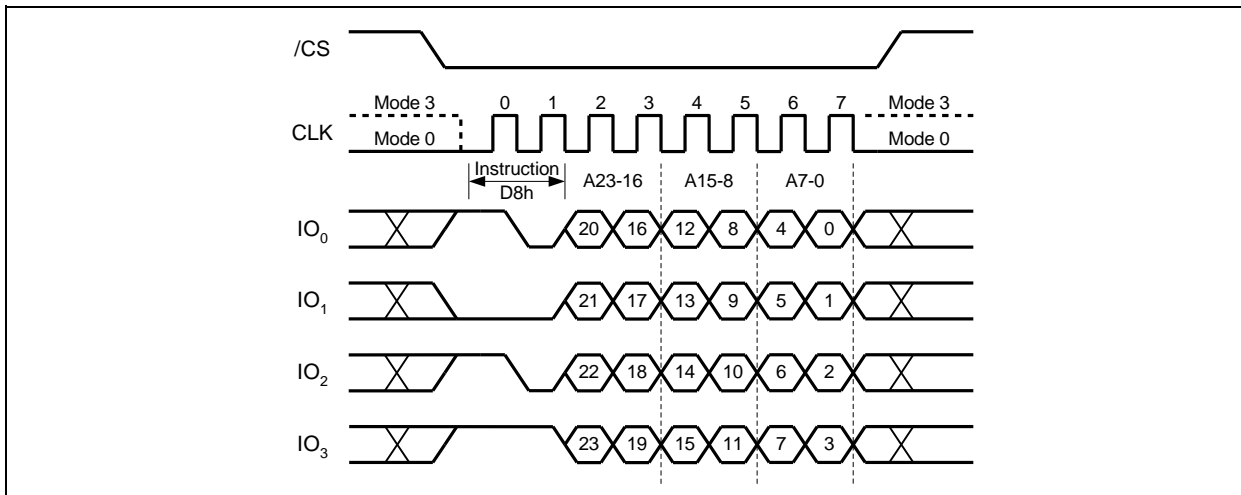 /CS
Mode 3 0 1 2 3 4 5 6 7 Mode 3
CLK
Mode 0 Mode 0
Instruction
D8h
A23-16 A15-8 A7-0
IO0 20 16 12 8 4 0
IO1 21 17 13 9 5 1
IO2 22 18 14 10 6 2
IO3 23 19 15 11 7 3